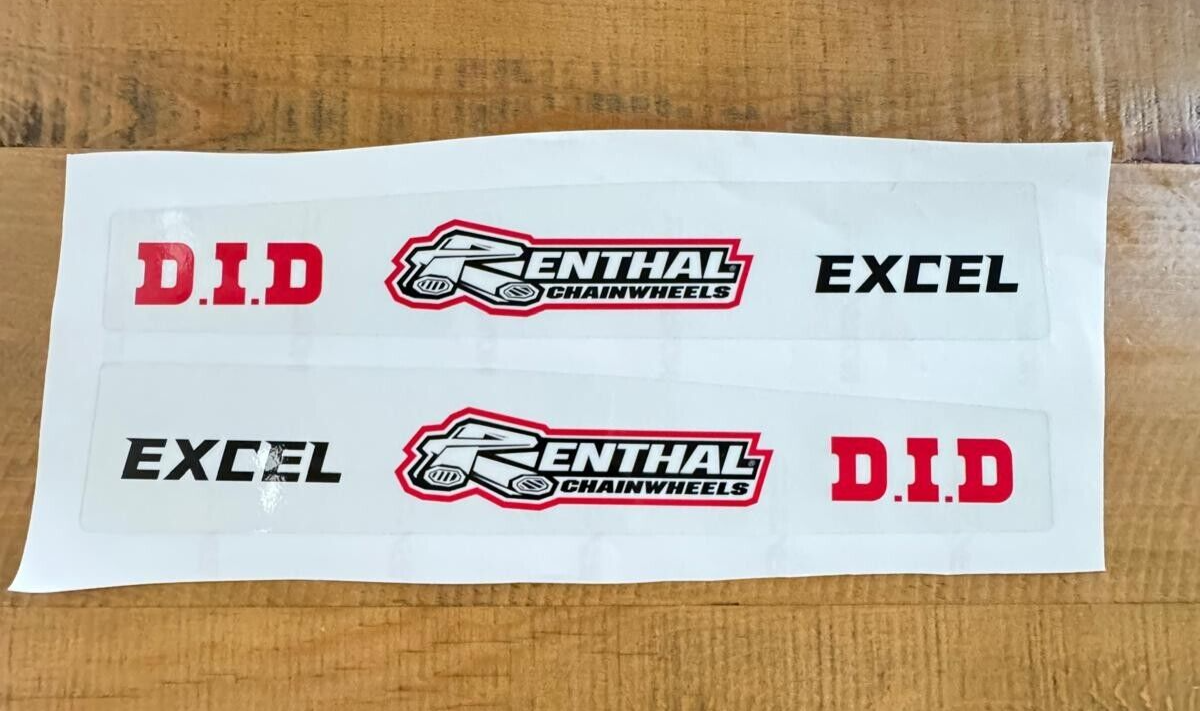 D.I.D
RENTHAL®
CHAINWHEELS
EXCEL
EXCEL
RENTHAL®
CHAINWHEELS
D.I.D